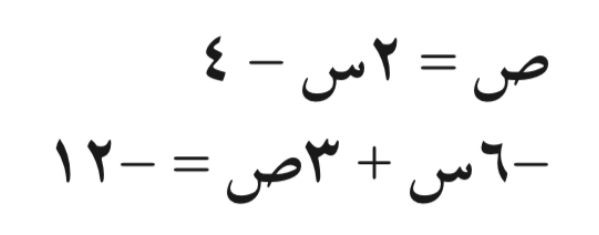 ص = ٢س − ٤
−٦س + ٣ص = −١٢